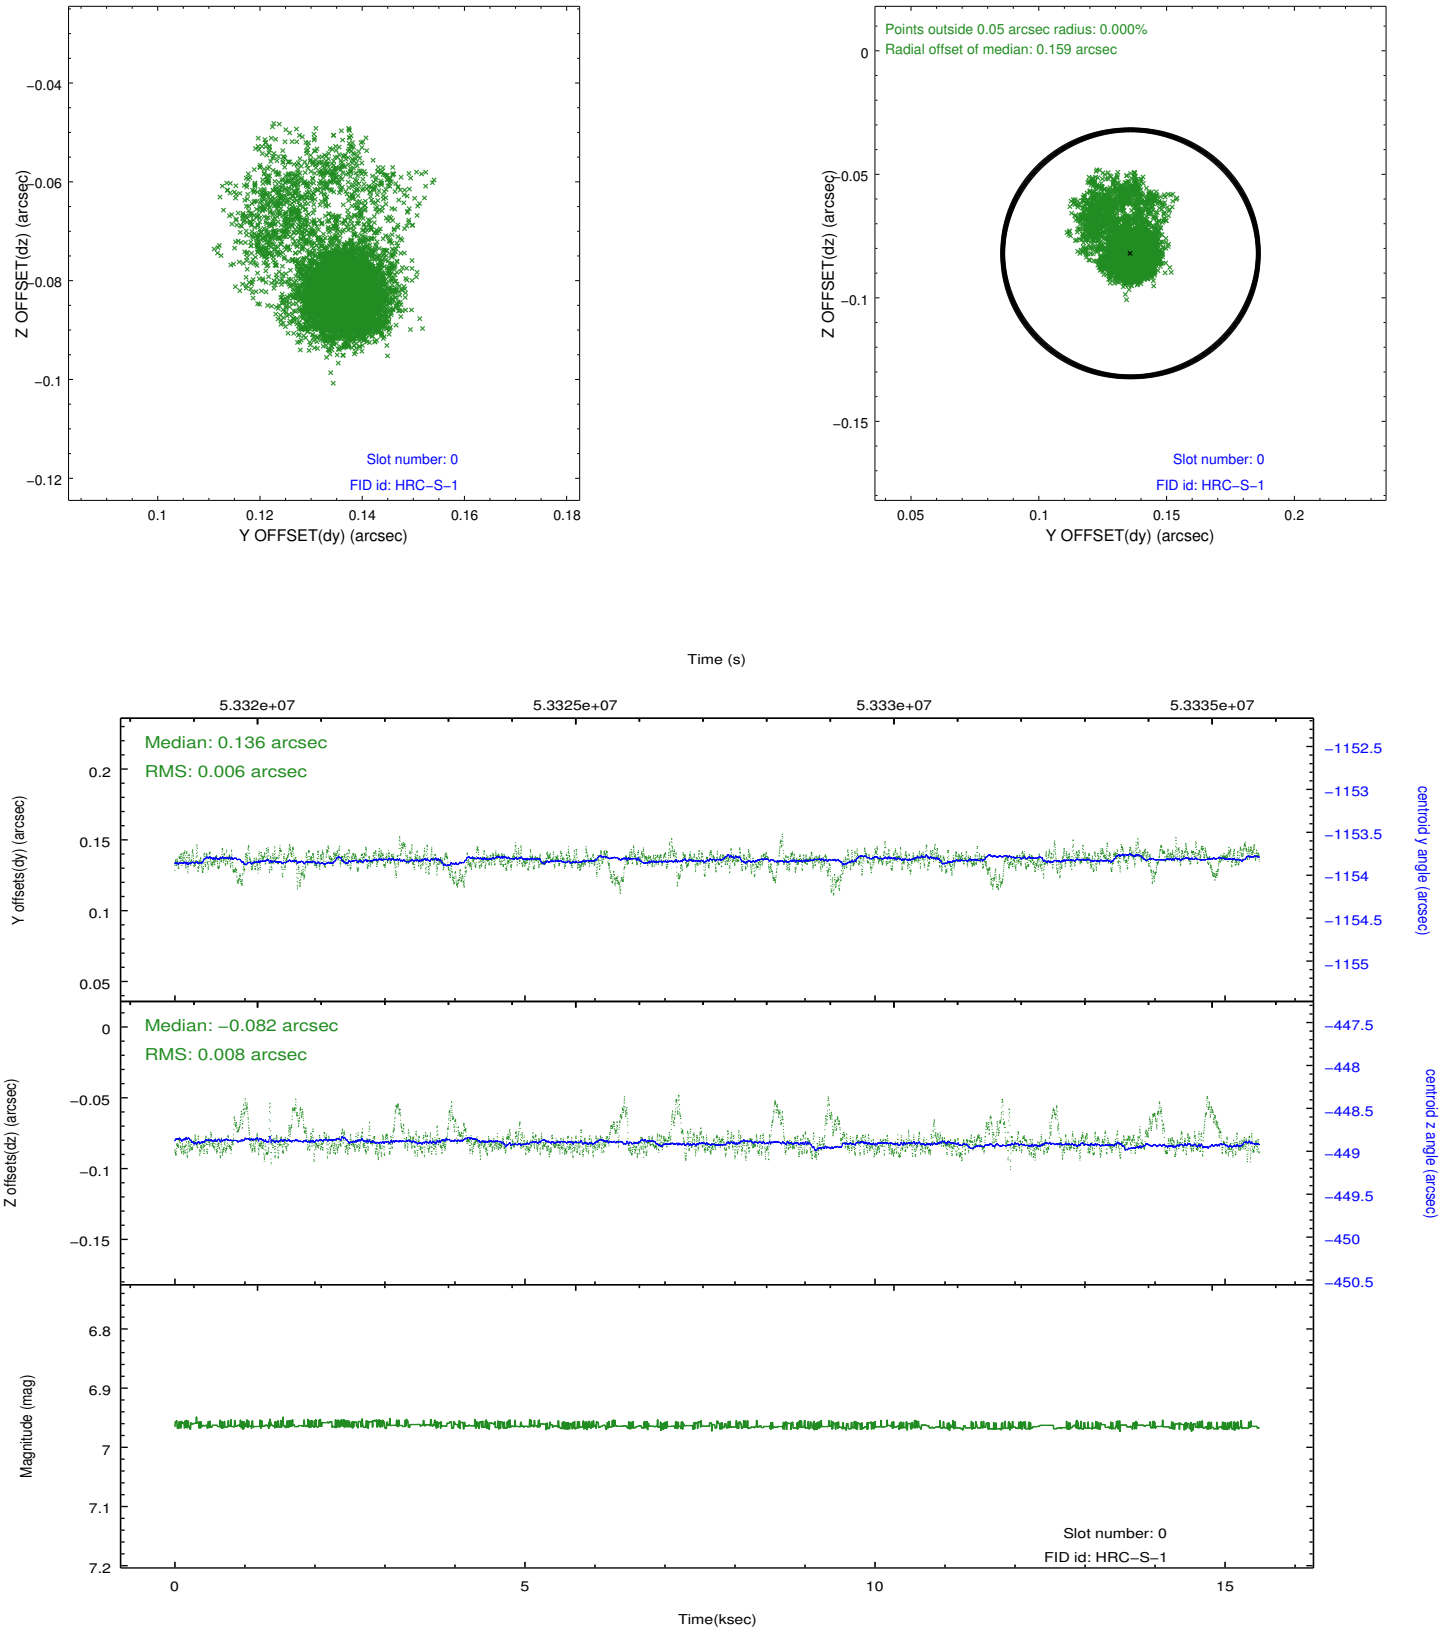 Points outside 0.05 arcsec radius: 0.000%
Radial offset of median: 0.159 arcsec
−0.04
−0.06
−0.08
−0.1
−0.12
Z OFFSET(dz) (arcsec)
Slot number: 0
FID id: HRC−S−1
0.1 0.12 0.14 0.16 0.18
Y OFFSET(dy) (arcsec)
0
−0.05
−0.1
−0.15
Z OFFSET(dz) (arcsec)
Slot number: 0
FID id: HRC−S−1
0.05 0.1 0.15 0.2
Y OFFSET(dy) (arcsec)
Time (s)
5.332e+07 5.3325e+07 5.333e+07 5.3335e+07
Median: 0.136 arcsec
RMS: 0.006 arcsec
0.2
0.15
0.1
0.05
Y offsets(dy) (arcsec)
−1152.5
−1153
−1153.5
−1154
−1154.5
−1155
centroid y angle (arcsec)
Median: −0.082 arcsec
RMS: 0.008 arcsec
0
−0.05
−0.1
−0.15
Z offsets(dz) (arcsec)
−447.5
−448
−448.5
−449
−449.5
−450
−450.5
centroid z angle (arcsec)
6.8
6.9
7
7.1
7.2
Magnitude (mag)
Slot number: 0
FID id: HRC−S−1
0 5 10 15
Time(ksec)